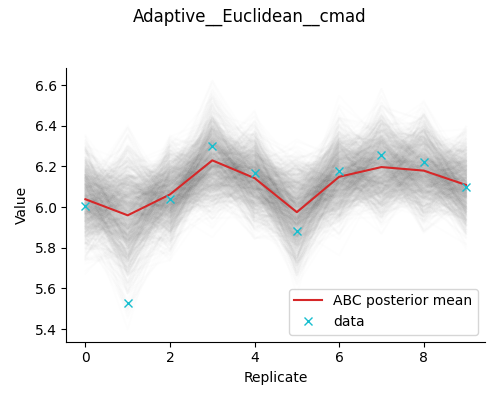 Adaptive__Euclidean__cmad
6.6
6.4
6.2
6.0
5.8
5.6
5.4
Value
ABC posterior mean
data
0 2 4 6 8
Replicate